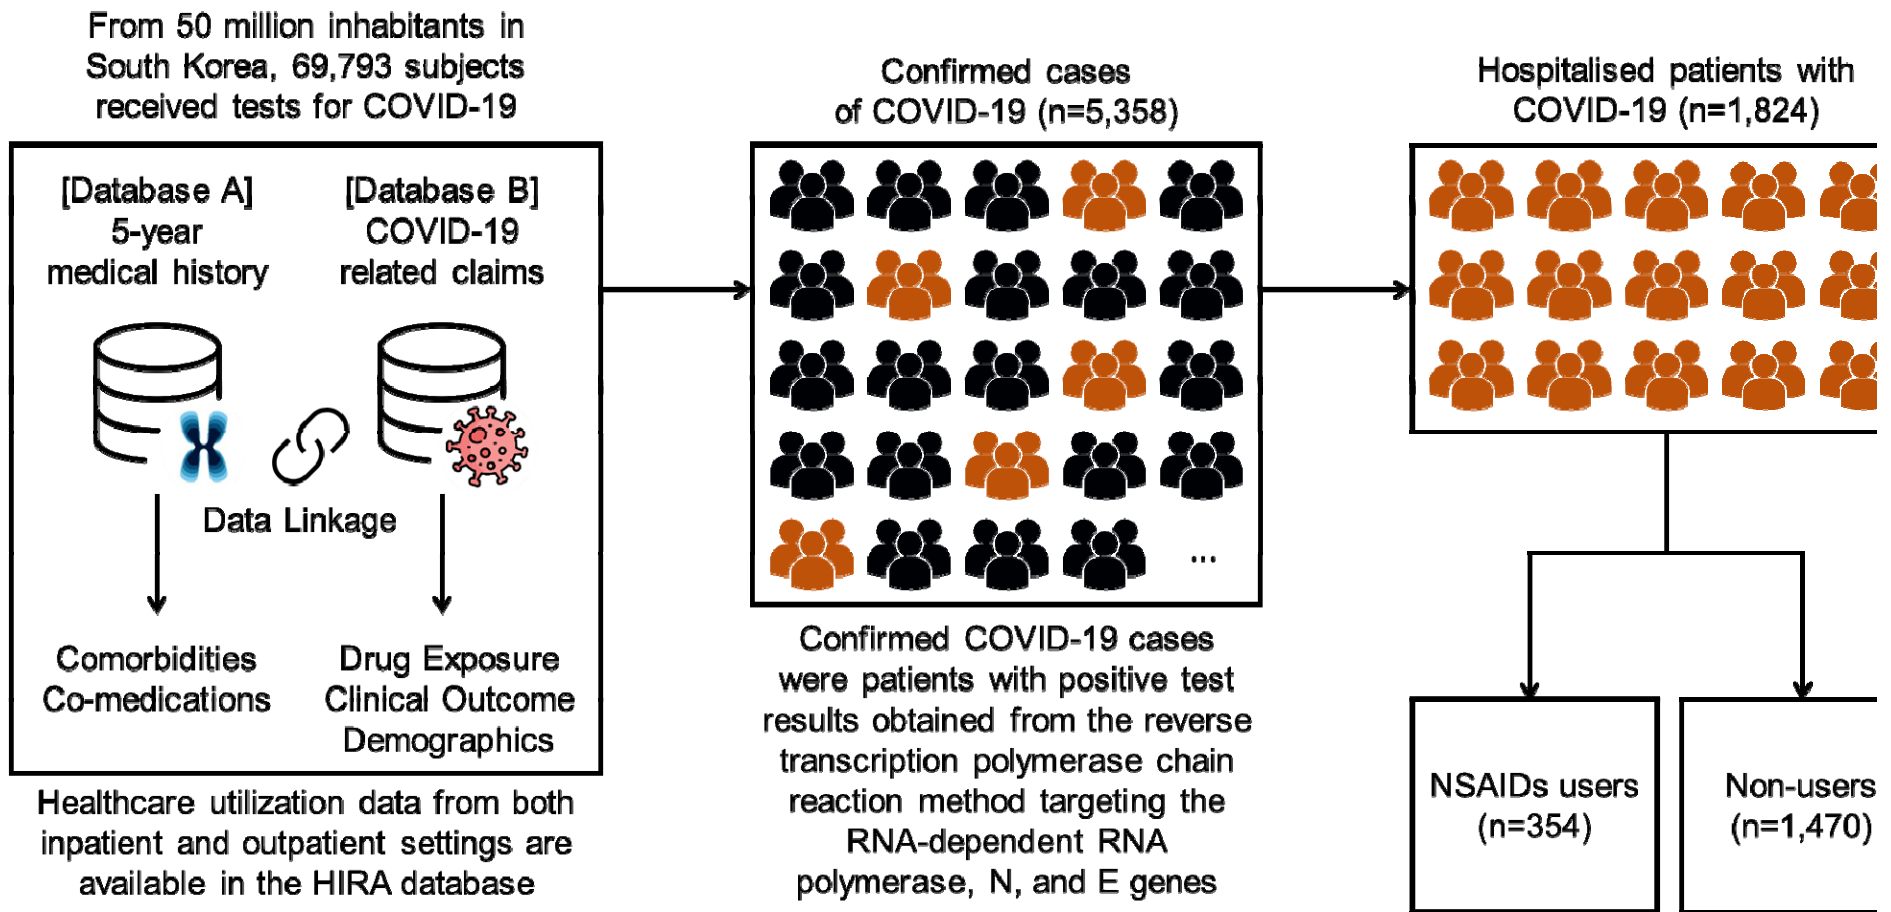 From 50 million inhabitants in
South Korea, 69,793 subjects
received tests for COVID-19
[Database A]
5-year
medical history
[Database B]
COVID-19
related claims
Data Linkage
Comorbidities
Co-medications
Drug Exposure
Clinical Outcome
Demographics
Healthcare utilization data from both
inpatient and outpatient settings are
available in the HIRA database
Confirmed cases
of COVID-19 (n=5,358)
...
Confirmed COVID-19 cases
were patients with positive test
results obtained from the reverse
transcription polymerase chain
reaction method targeting the
RNA-dependent RNA
polymerase, N, and E genes
Hospitalised patients with
COVID-19 (n=1,824)
NSAIDs users
(n=354)
Non-users
(n=1,470)